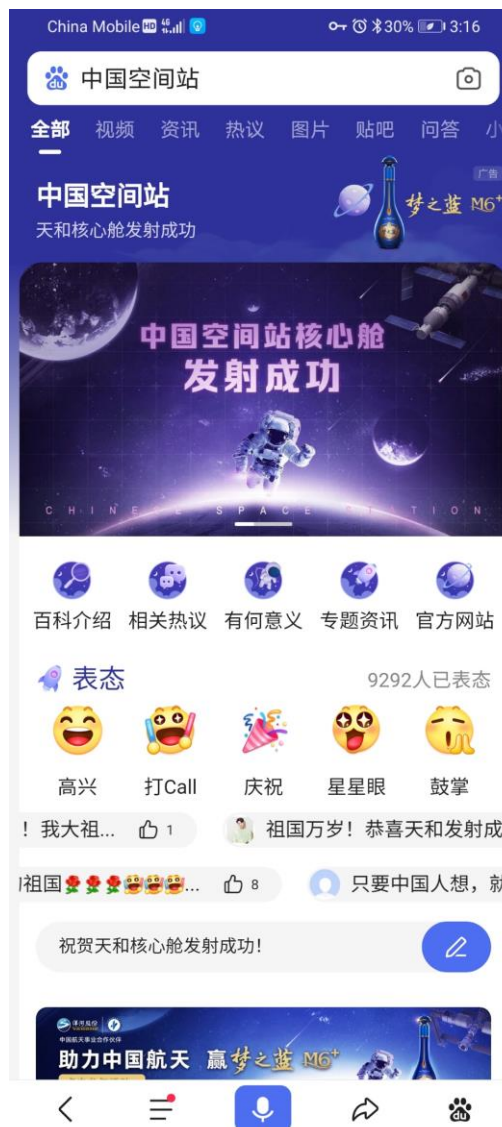 China Mobile HD 4G 30% 3:16
du 中国空间站
全部 视频 资讯 热议 图片 贴吧 问答 小
中国空间站
广告
天和核心舱发射成功
梦之蓝 M6+
中国空间站核心舱
发射成功
CHINESE SPACE STATION
百科介绍 相关热议 有何意义 专题资讯 官方网站
表态 9292人已表态
高兴 打Call 庆祝 星星眼 鼓掌
！我大祖... 1 祖国万岁！恭喜天和发射成
祖国🌹🌹🌹... 8 只要中国人想，就
祝贺天和核心舱发射成功！
洋河股份
中国航天事业合作伙伴
助力中国航天 赢梦之蓝 M6+
du